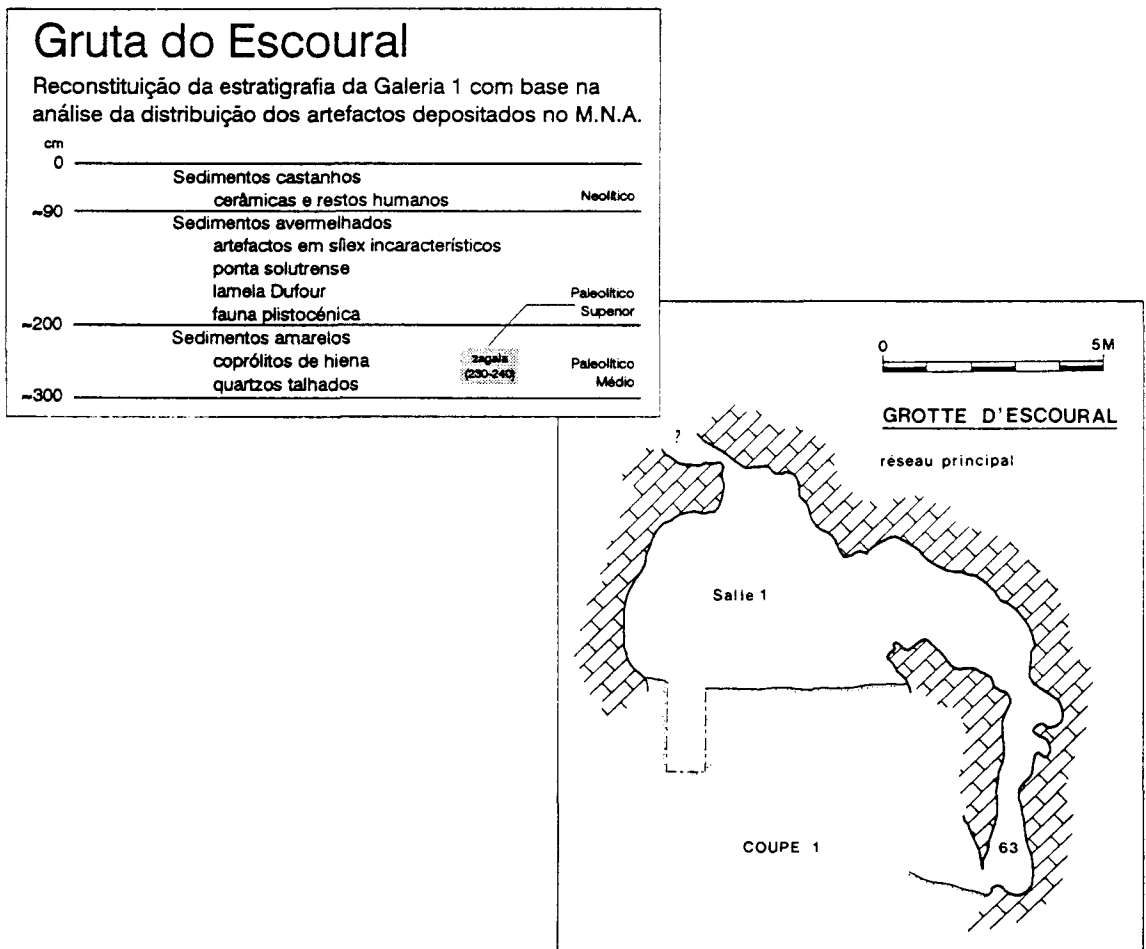 Gruta do Escoural
Reconstituição da estratigrafia da Galeria 1 com base na
análise da distribuição dos artefactos depositados no M.N.A.
cm
0
Sedimentos castanhos
cerâmicas e restos humanos Neolítico
~90
Sedimentos avermelhados
artefactos em sílex incaracterísticos
ponta solutrense
lamela Dufour Paleolítico
fauna plistocénica Superior
~200
Sedimentos amarelos
coprólitos de hiena zagaia Paleolítico
quartzos talhados (230-240) Médio
~300
0 5M
GROTTE D'ESCOURAL
réseau principal
?
Salle 1
COUPE 1
63